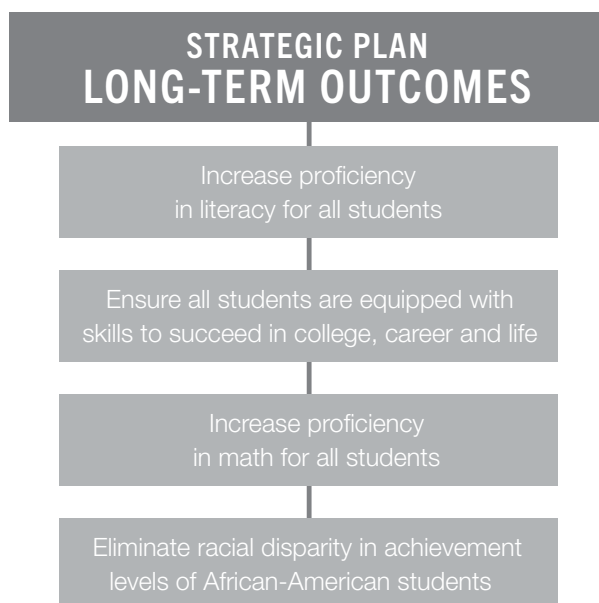 STRATEGIC PLAN
LONG-TERM OUTCOMES
Increase proficiency
in literacy for all students
Ensure all students are equipped with
skills to succeed in college, career and life
Increase proficiency
in math for all students
Eliminate racial disparity in achievement
levels of African-American students